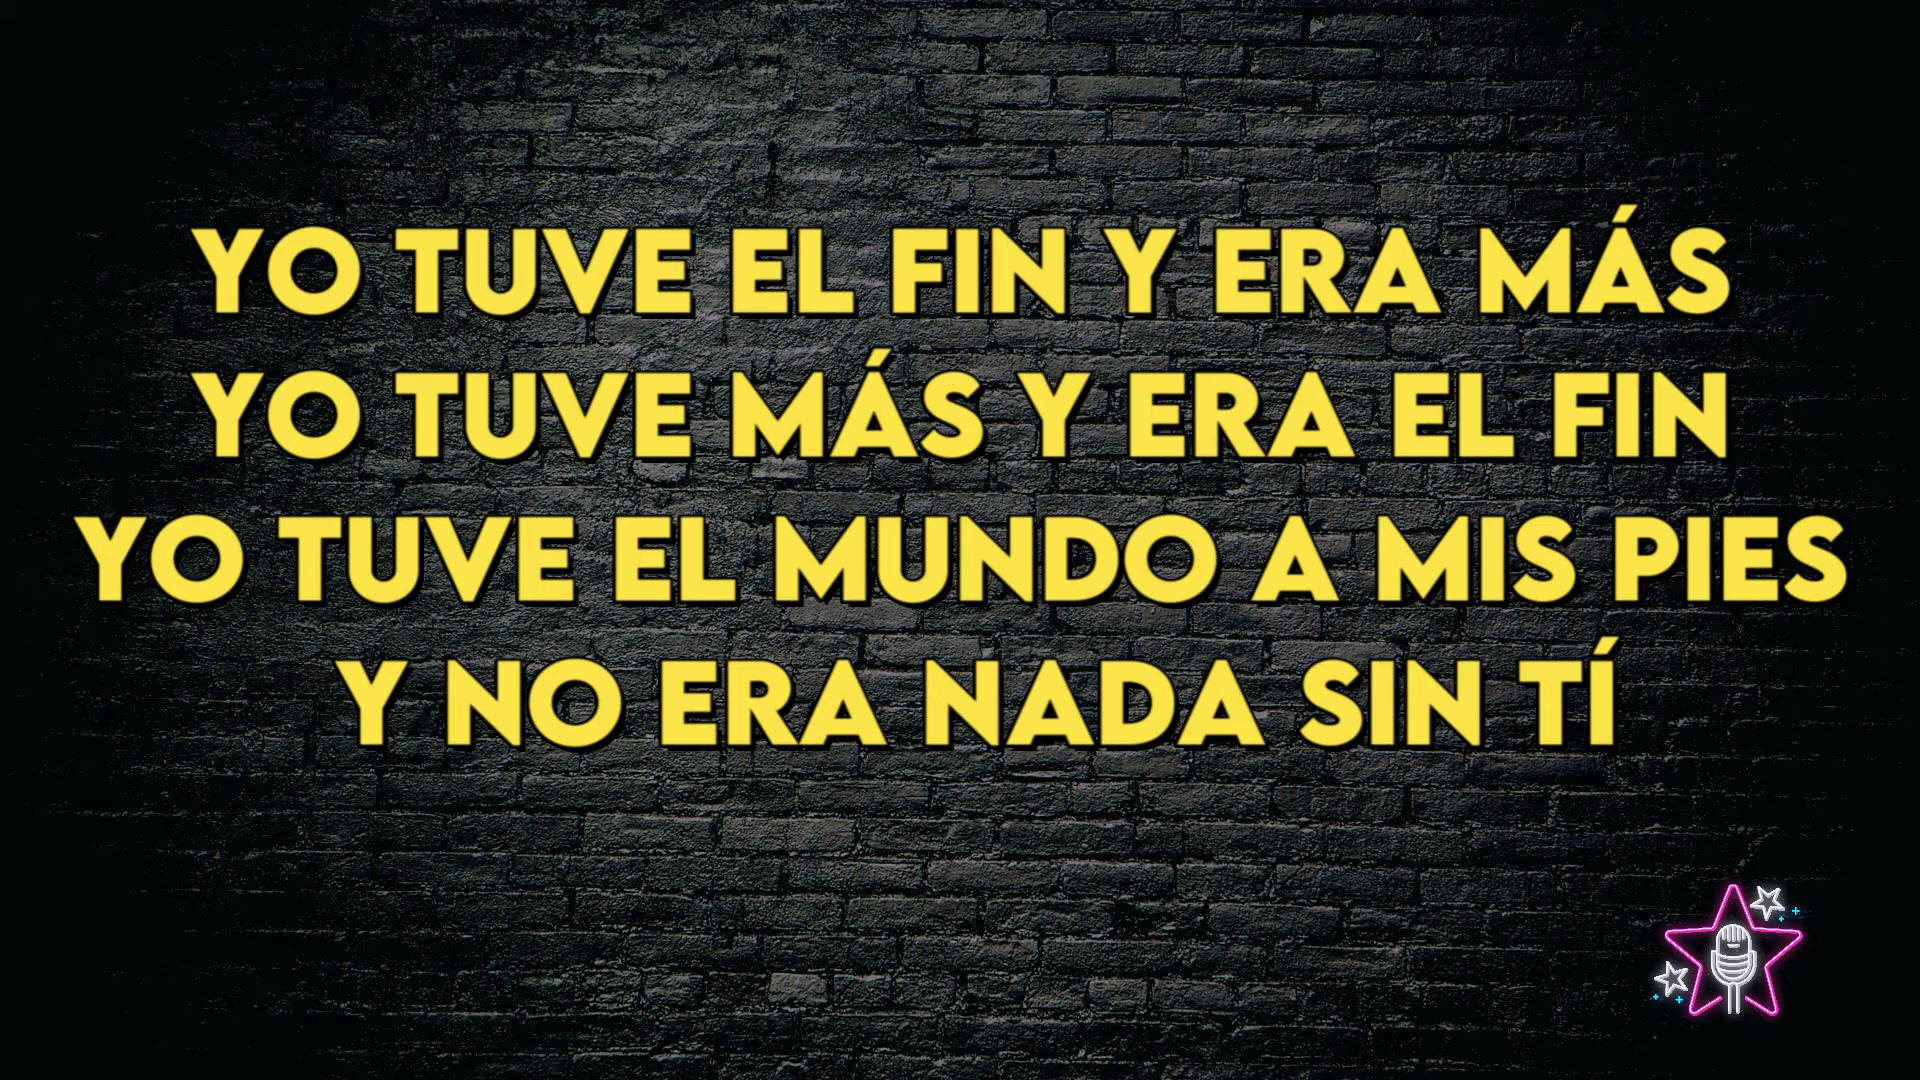 YO TUVE EL FIN Y ERA MÁS
YO TUVE MÁS Y ERA EL FIN
YO TUVE EL MUNDO A MIS PIES
Y NO ERA NADA SIN TÍ